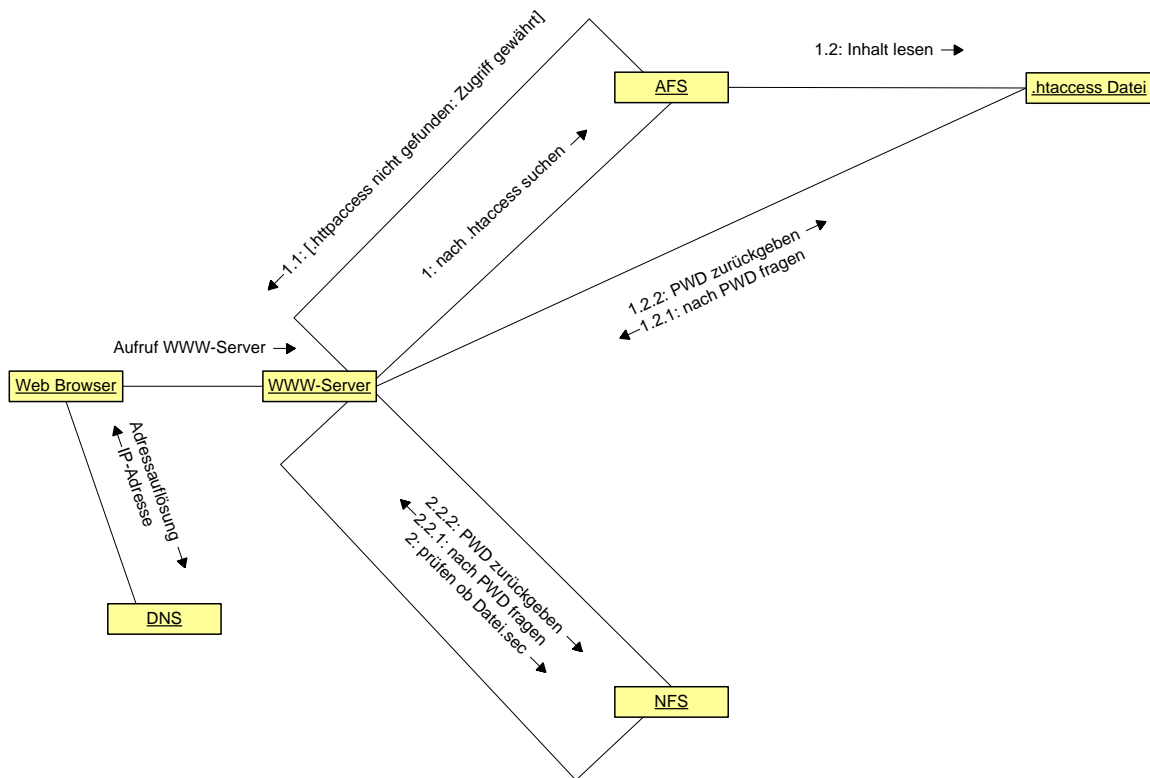 1.2: Inhalt lesen
AFS
.htaccess Datei
1.1: [.httpaccess nicht gefunden: Zugriff gewährt]
1: nach .htaccess suchen
1.2.2: PWD zurückgeben
1.2.1: nach PWD fragen
Aufruf WWW-Server
Web Browser
WWW-Server
Adressauflösung
IP-Adresse
2.2.2: PWD zurückgeben
2.2.1: nach PWD fragen
2: prüfen ob Datei.sec
DNS
NFS